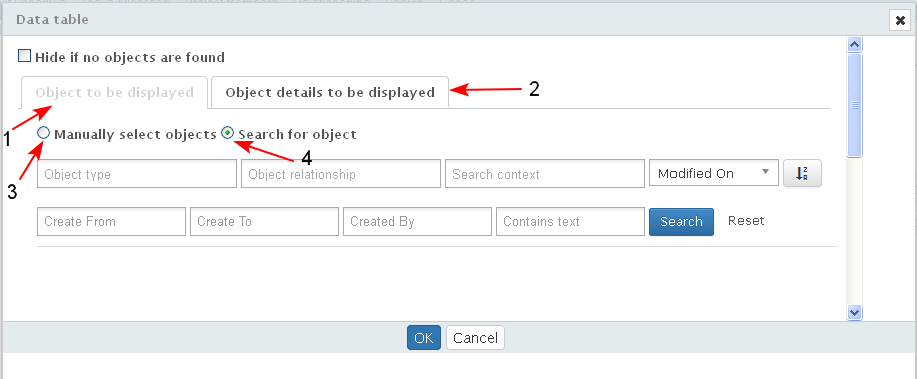 Data table
Hide if no objects are found
Object to be displayed
Object details to be displayed
2
1
Manually select objects
Search for object
3
4
Object type
Object relationship
Search context
Modified On
Create From
Create To
Created By
Contains text
Search
Reset
OK
Cancel